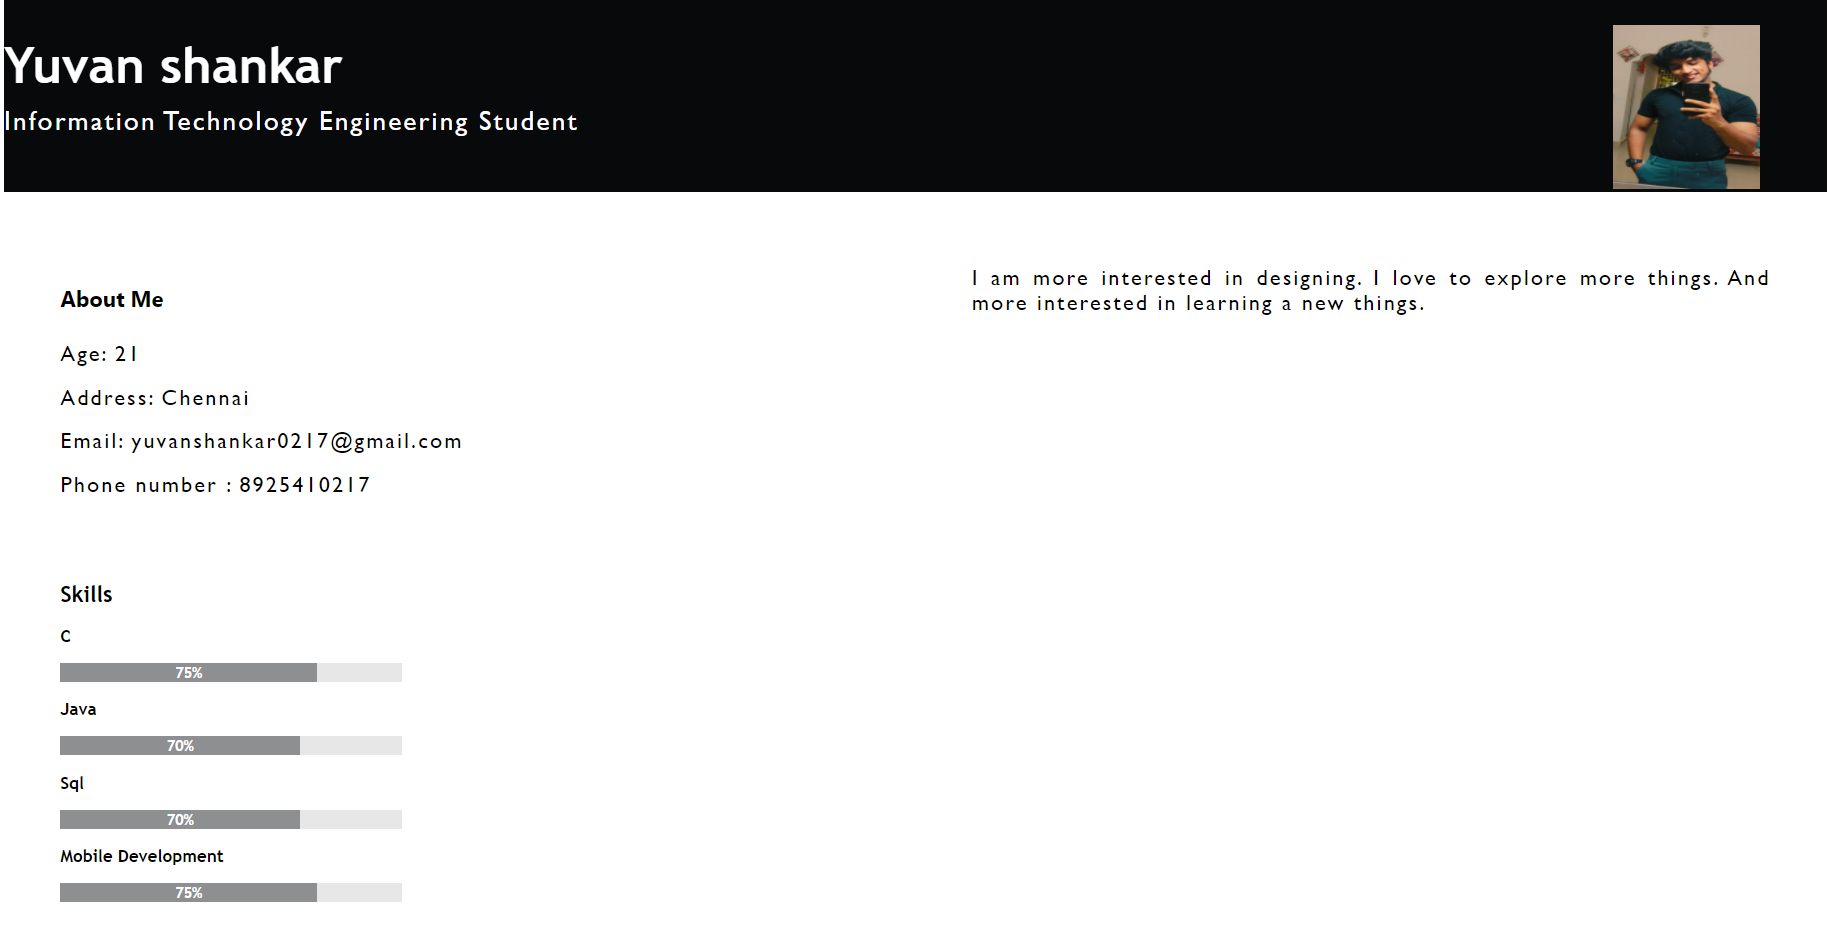 Yuvan shankar
Information Technology Engineering Student
About Me
Age: 21
Address: Chennai
Email: yuvanshankar0217@gmail.com
Phone number : 8925410217
I am more interested in designing. I love to explore more things. And
more interested in learning a new things.
Skills
C
75%
Java
70%
Sql
70%
Mobile Development
75%